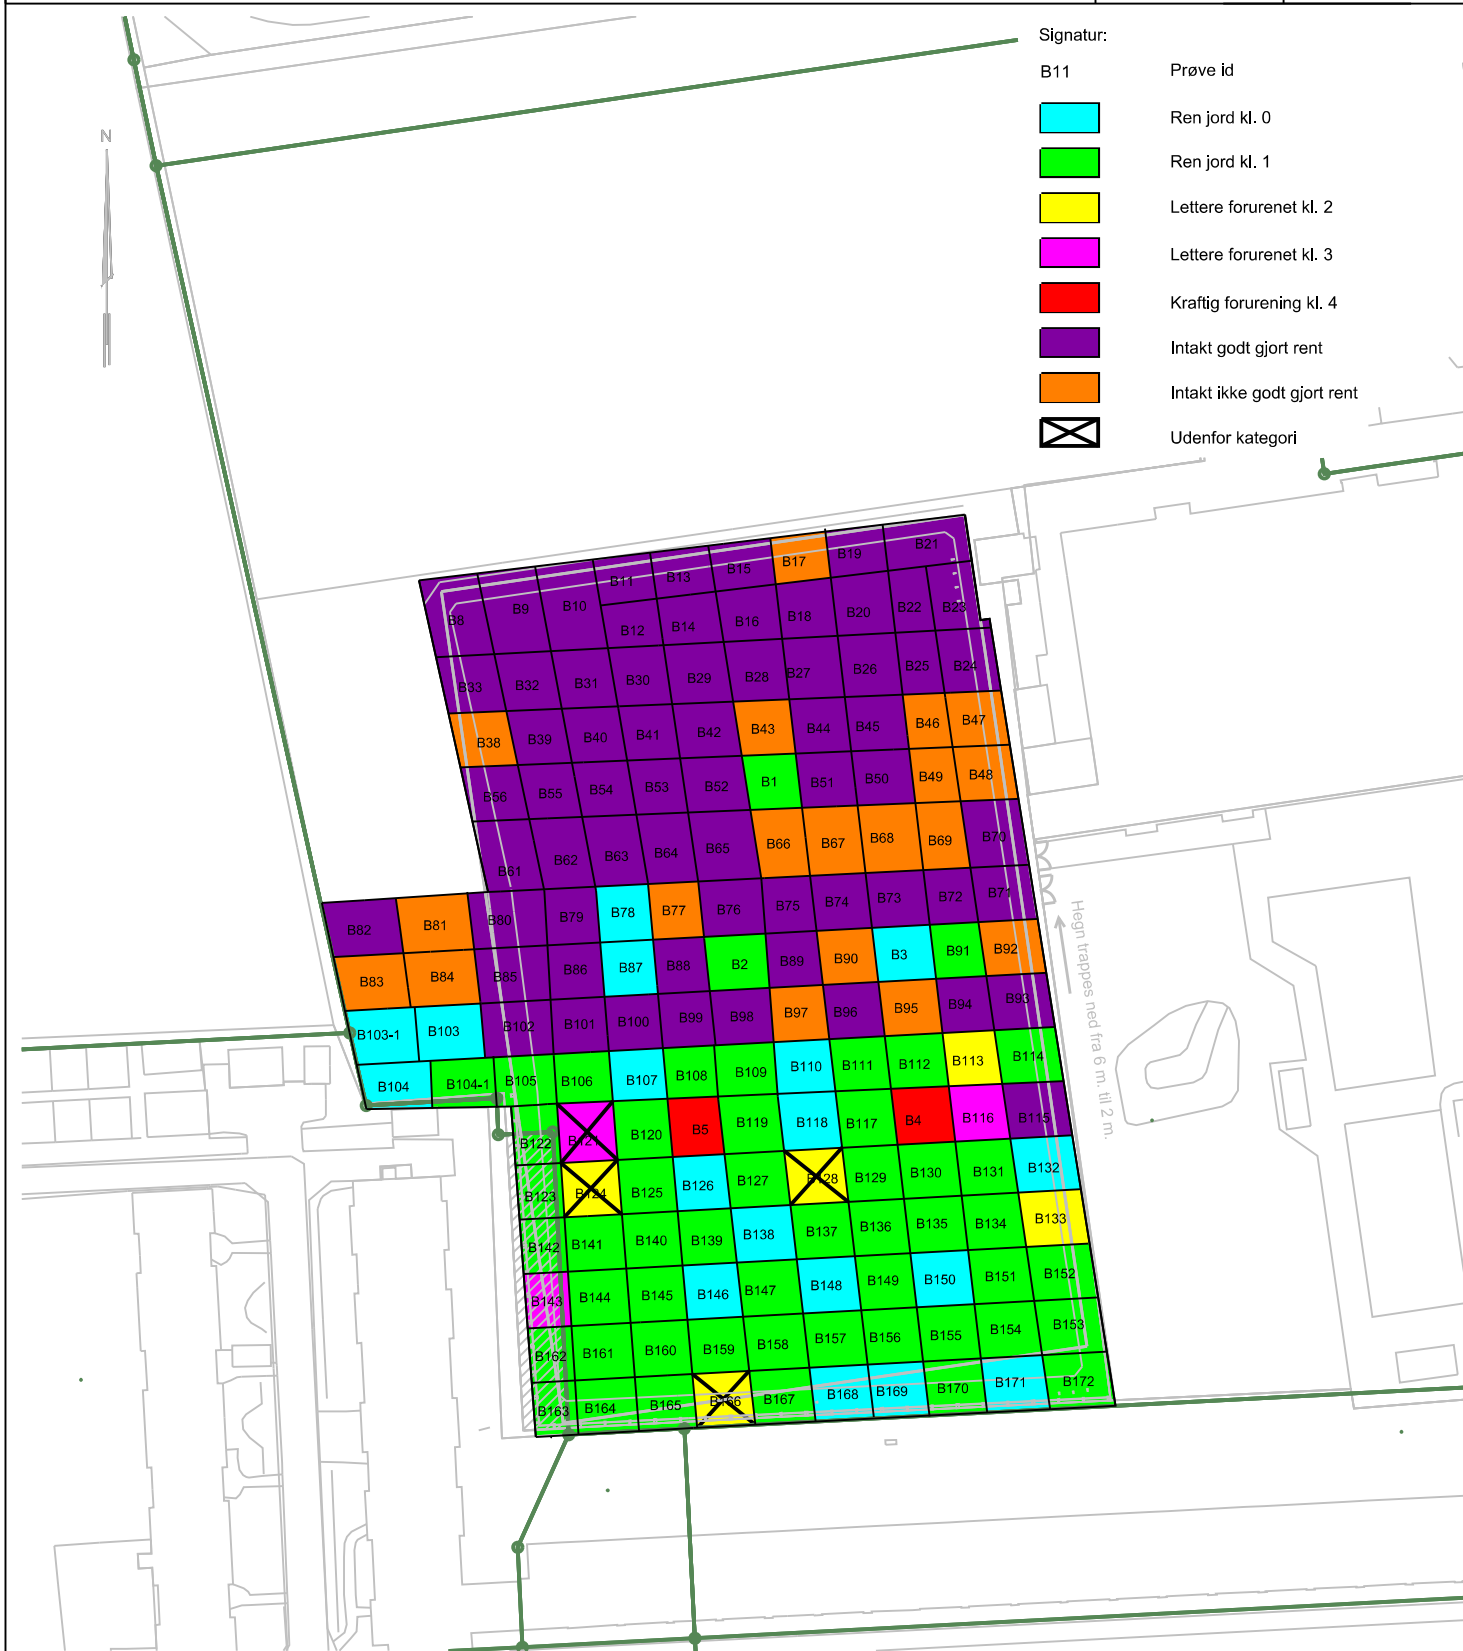 Signatur:
B11 Prøve id
Ren jord kl. 0
Ren jord kl. 1
Lettere forurenet kl. 2
Lettere forurenet kl. 3
Kraftig forurening kl. 4
Intakt godt gjort rent
Intakt ikke godt gjort rent
Udenfor kategori
N
B8 B9 B10 B11 B13 B15 B17 B19 B21
B12 B14 B16 B18 B20 B22 B23
B33 B32 B31 B30 B29 B28 B27 B26 B25 B24
B38 B39 B40 B41 B42 B43 B44 B45 B46 B47
B56 B55 B54 B53 B52 B1 B51 B50 B49 B48
B61 B62 B63 B64 B65 B66 B67 B68 B69 B70
B82 B81 B80 B79 B78 B77 B76 B75 B74 B73 B72 B71
B83 B84 B85 B86 B87 B88 B2 B89 B90 B3 B91 B92
B103-1 B103 B102 B101 B100 B99 B98 B97 B96 B95 B94 B93
B104 B104-1 B105 B106 B107 B108 B109 B110 B111 B112 B113 B114
B122 B121 B120 B5 B119 B118 B117 B4 B116 B115
B123 B124 B125 B126 B127 B128 B129 B130 B131 B132
B142 B141 B140 B139 B138 B137 B136 B135 B134 B133
B143 B144 B145 B146 B147 B148 B149 B150 B151 B152
B162 B161 B160 B159 B158 B157 B156 B155 B154 B153
B163 B164 B165 B166 B167 B168 B169 B170 B171 B172
Hegn trappes ned fra 6 m. til 2 m.